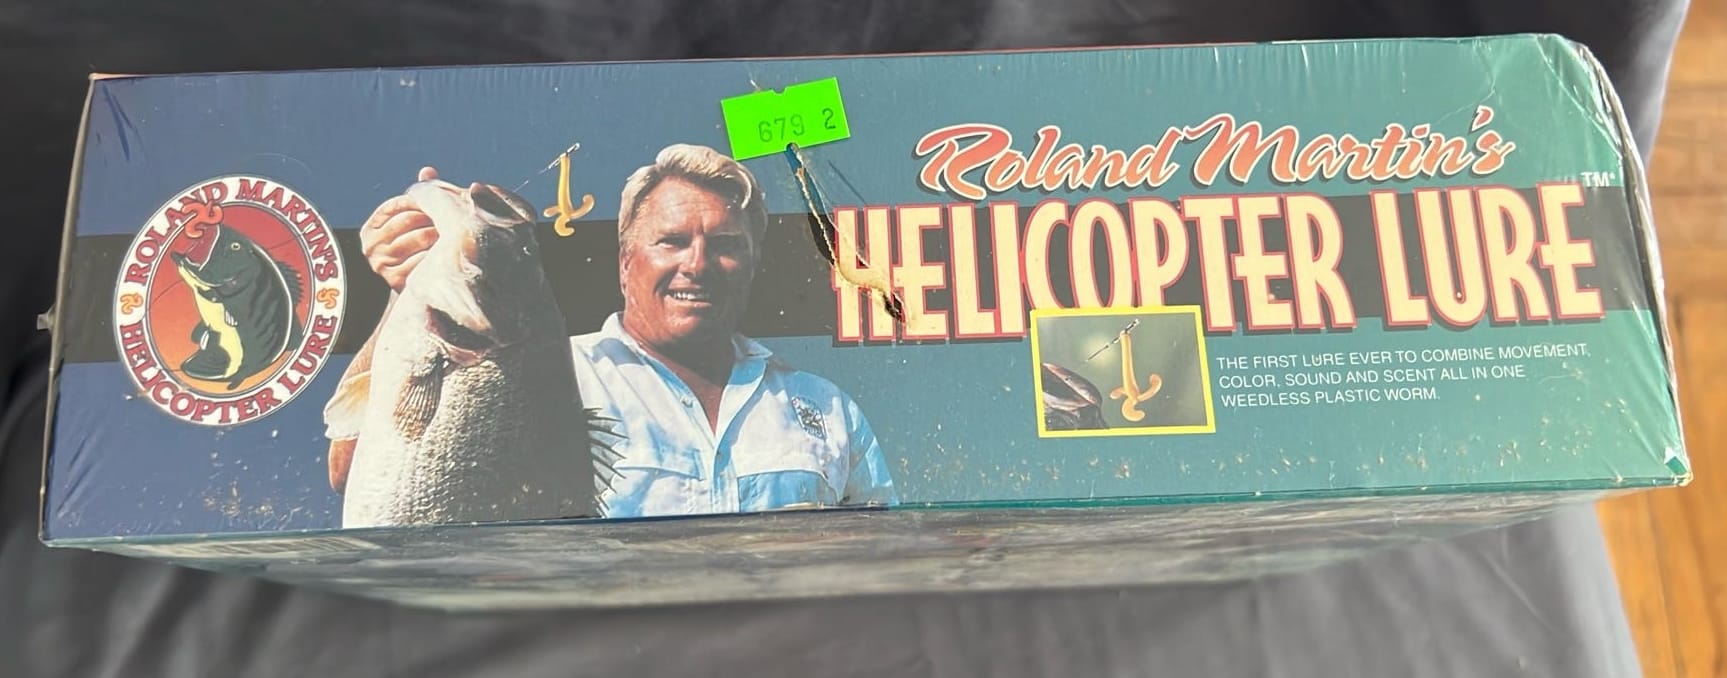 ROLAND MARTIN'S
HELICOPTER LURE
679 2
Roland Martin's
HELICOPTER LURE
TM
THE FIRST LURE EVER TO COMBINE MOVEMENT,
COLOR, SOUND AND SCENT ALL IN ONE
WEEDLESS PLASTIC WORM.